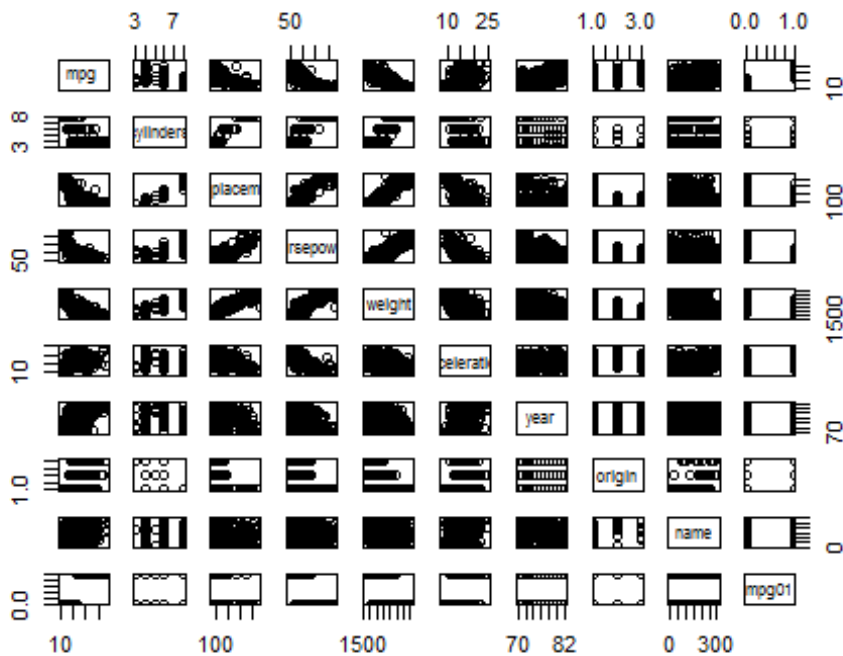 3 7 50 10 25 1.0 3.0 0.0 1.0
mpg 10
3 8 ylinders
placem 100
50 rsepow
weight 1500
10 celeratio
year 70
1.0 origin
name 0
0.0 mpg01
10 100 1500 70 82 0 300